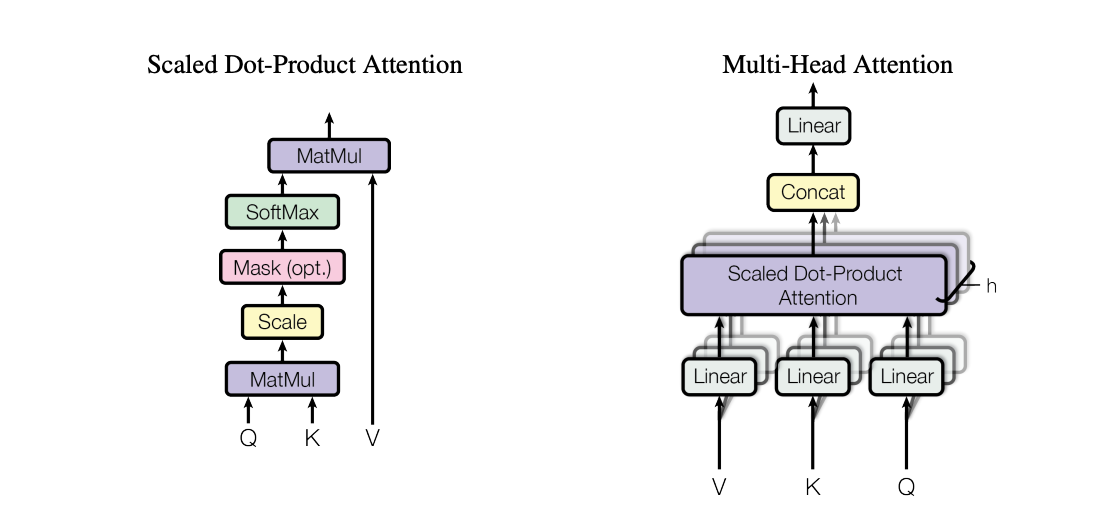 Scaled Dot-Product Attention
MatMul
SoftMax
Mask (opt.)
Scale
MatMul
Q K V
Multi-Head Attention
Linear
Concat
Scaled Dot-Product
Attention
h
Linear Linear Linear
V K Q